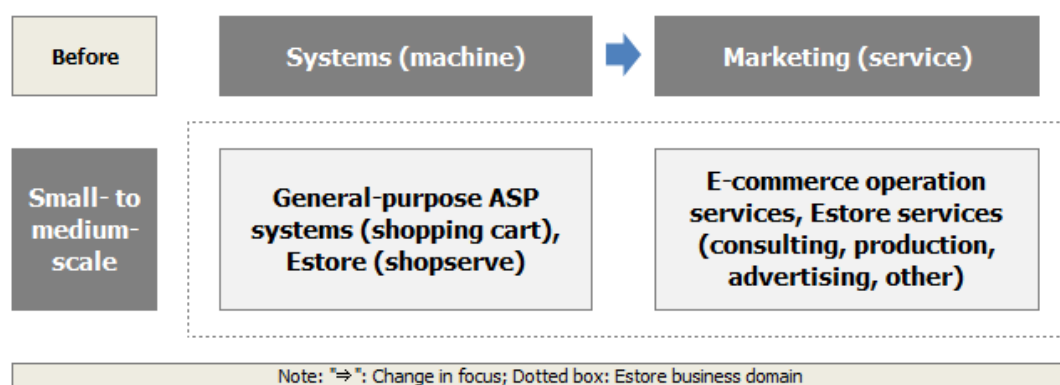 Before
Systems (machine)
Marketing (service)
Small- to
medium-
scale
General-purpose ASP
systems (shopping cart),
Estore (shopserve)
E-commerce operation
services, Estore services
(consulting, production,
advertising, other)
Note: "⇒": Change in focus; Dotted box: Estore business domain